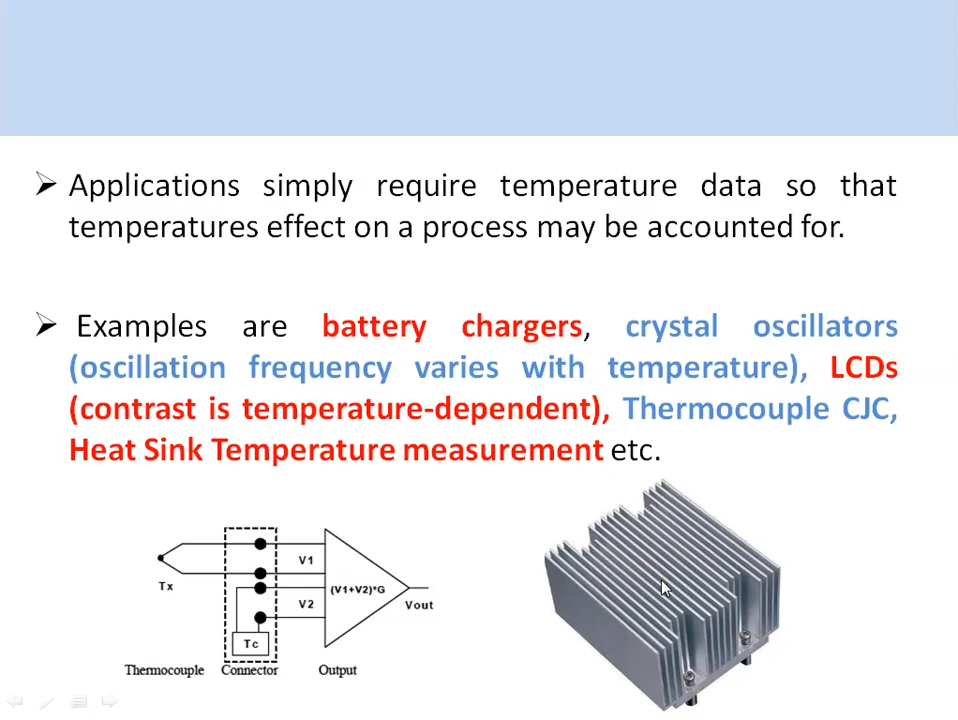 Applications simply require temperature data so that
temperatures effect on a process may be accounted for.
Examples are battery chargers, crystal oscillators
(oscillation frequency varies with temperature), LCDs
(contrast is temperature-dependent), Thermocouple CJC,
Heat Sink Temperature measurement etc.
V1
Tx
(V1+V2)*G
V2
Vout
Tc
Thermocouple Connector Output